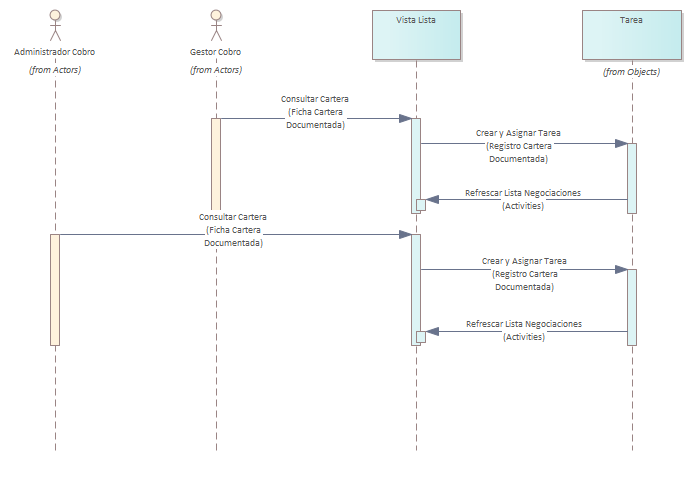 Administrador Cobro
(from Actors)
Gestor Cobro
(from Actors)
Vista Lista
Tarea
(from Objects)
Consultar Cartera
(Ficha Cartera
Documentada)
Crear y Asignar Tarea
(Registro Cartera
Documentada)
Refrescar Lista Negociaciones
(Activities)
Consultar Cartera
(Ficha Cartera
Documentada)
Crear y Asignar Tarea
(Registro Cartera
Documentada)
Refrescar Lista Negociaciones
(Activities)